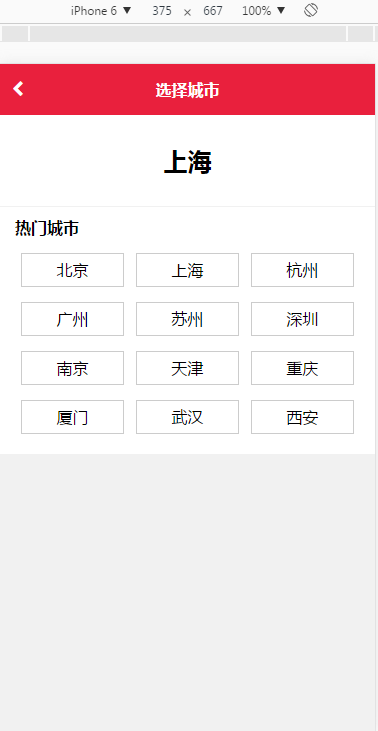 iPhone 6 ▼ 375 × 667 100% ▼
选择城市
上海
热门城市
北京 上海 杭州
广州 苏州 深圳
南京 天津 重庆
厦门 武汉 西安